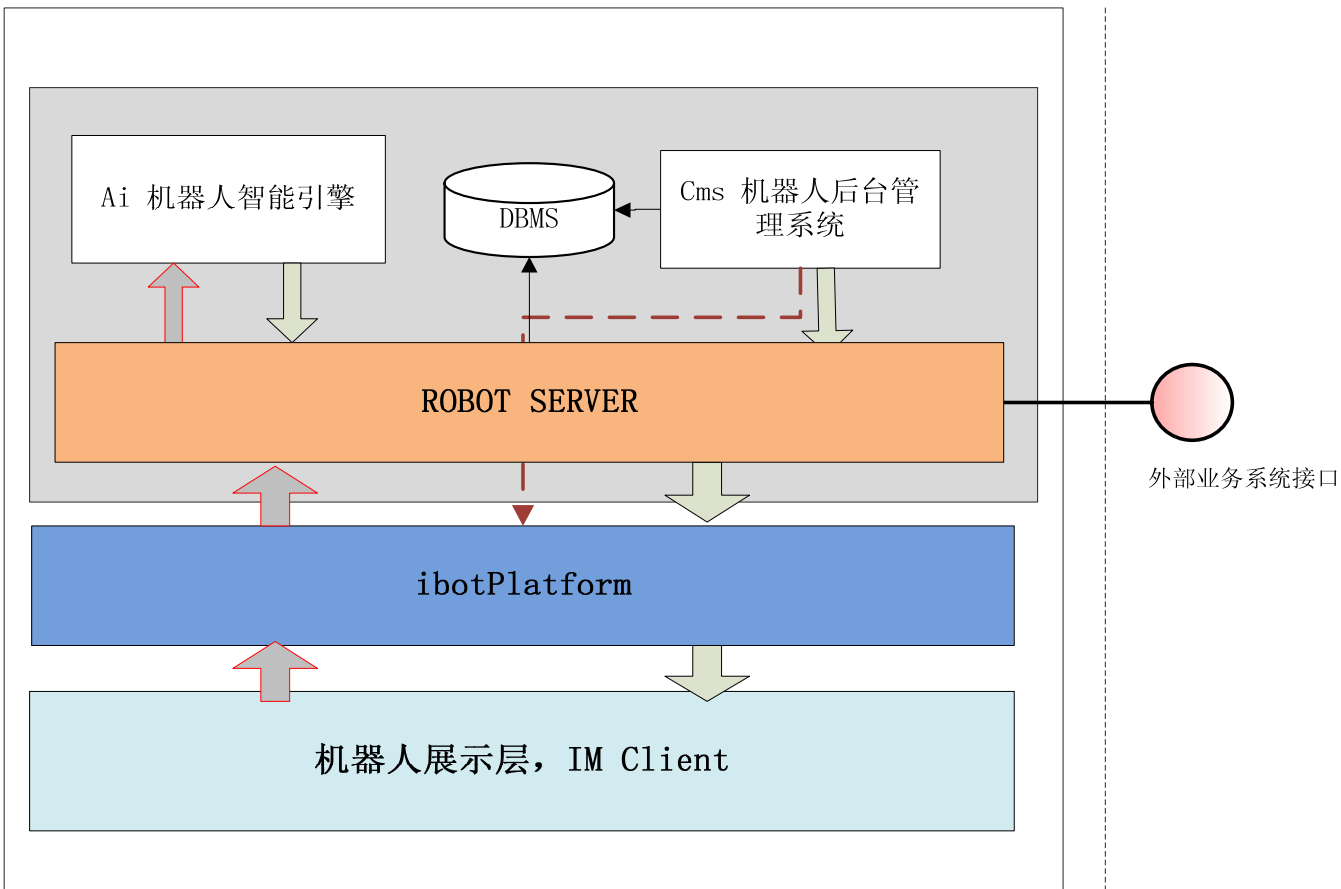 Ai 机器人智能引擎
DBMS
Cms 机器人后台管
理系统
ROBOT SERVER
外部业务系统接口
ibotPlatform
机器人展示层，IM Client